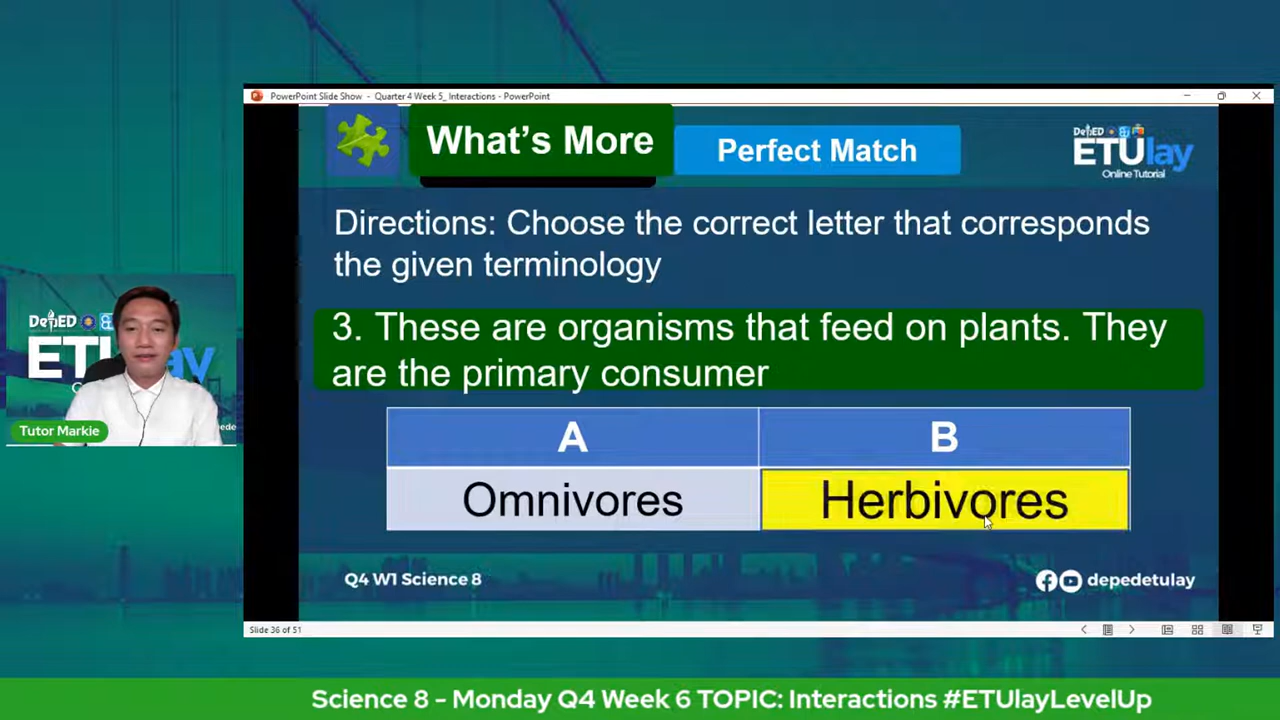 PowerPoint Slide Show - Quarter 4 Week 5_ Interactions - PowerPoint
What's More
Perfect Match
DepED
ETUlay
Online Tutorial
Directions: Choose the correct letter that corresponds
the given terminology
3. These are organisms that feed on plants. They
are the primary consumer
A
B
Omnivores
Herbivores
Q4 W1 Science 8
depedetulay
Slide 36 of 51
DepED
Tutor Markie
Science 8 - Monday Q4 Week 6 TOPIC: Interactions #ETUlayLevelUp